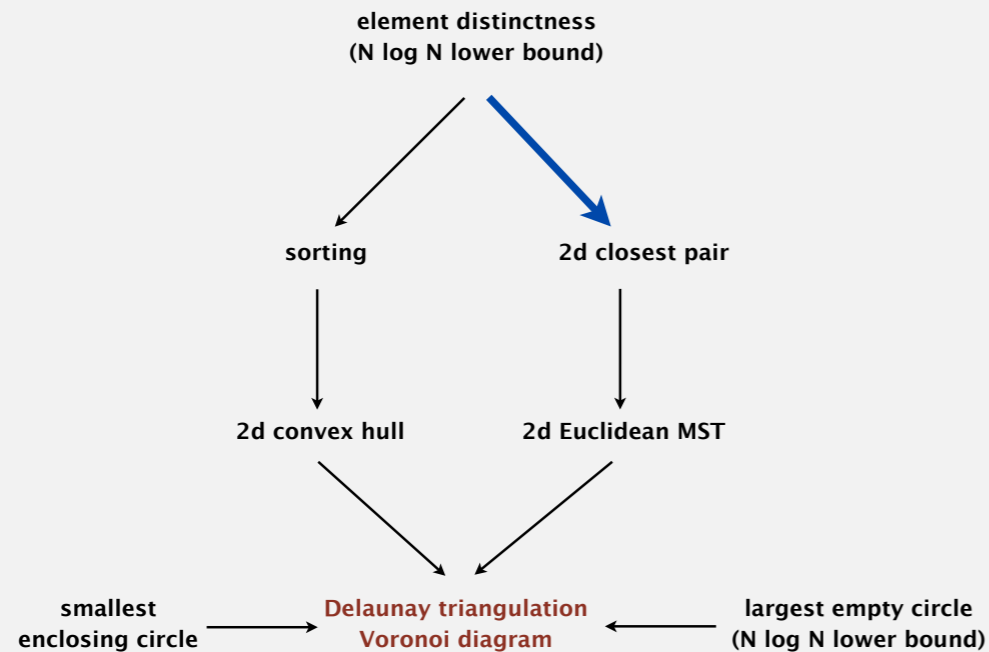 element distinctness
(N log N lower bound)
sorting
2d closest pair
2d convex hull
2d Euclidean MST
smallest
enclosing circle
Delaunay triangulation
Voronoi diagram
largest empty circle
(N log N lower bound)